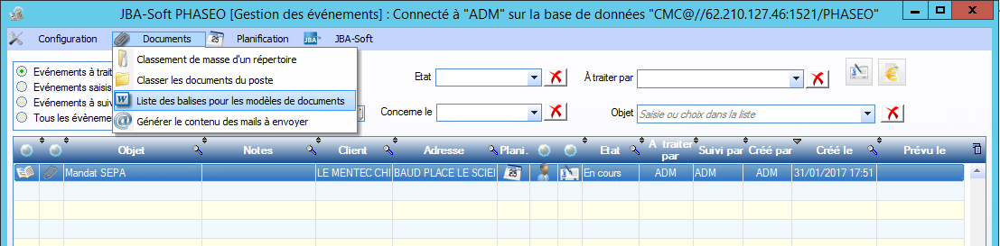 JBA-Soft PHASEO [Gestion des événements] : Connecté à "ADM" sur la base de données "CMC@//62.210.127.46:1521/PHASEO"
Configuration Documents 25 Planification JBA JBA-Soft
Classement de masse d'un répertoire
Classer les documents du poste
Liste des balises pour les modèles de documents
Générer le contenu des mails à envoyer
Evénements à trait
Evénements saisis
Evénements à suiv
Tous les évèneme
Etat
À traiter par
Concerne le
Objet Saisie ou choix dans la liste
Objet Notes Client Adresse Plani. Etat À traiter par Suivi par Créé par Créé le Prévu le
Mandat SEPA LE MENTEC CHI BAUD PLACE LE SCIEI 25 En cours ADM ADM ADM 31/01/2017 17:51